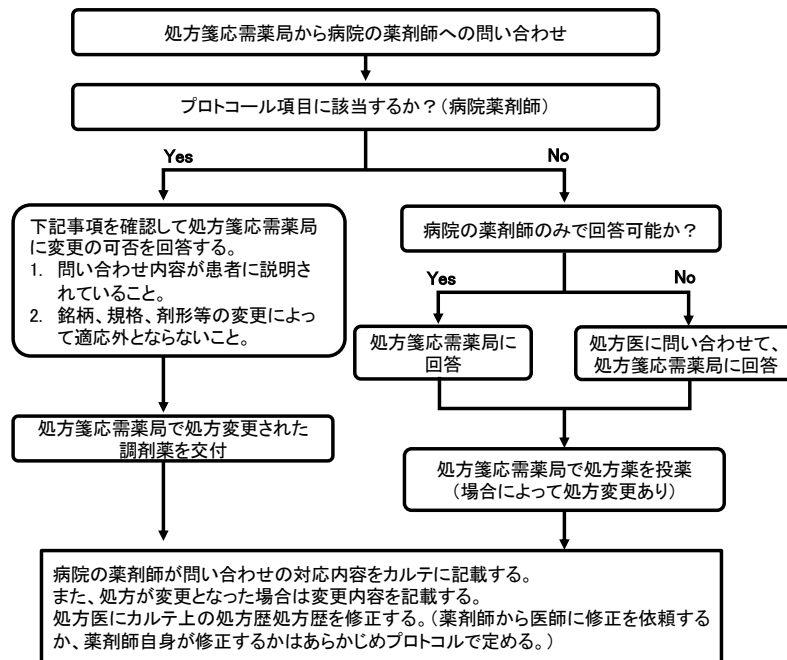 処方箋応需薬局から病院の薬剤師への問い合わせ
プロトコール項目に該当するか？（病院薬剤師）
Yes
No
下記事項を確認して処方箋応需薬局
に変更の可否を回答する。
1. 問い合わせ内容が患者に説明さ
れていること。
2. 銘柄、規格、剤形等の変更によっ
て適応外とならないこと。
病院の薬剤師のみで回答可能か？
Yes
No
処方箋応需薬局に
回答
処方医に問い合わせて、
処方箋応需薬局に回答
処方箋応需薬局で処方変更された
調剤薬を交付
処方箋応需薬局で処方薬を投薬
（場合によって処方変更あり）
病院の薬剤師が問い合わせの対応内容をカルテに記載する。
また、処方が変更となった場合は変更内容を記載する。
処方医にカルテ上の処方歴処方歴を修正する。（薬剤師から医師に修正を依頼する
か、薬剤師自身が修正するかはあらかじめプロトコルで定める。）